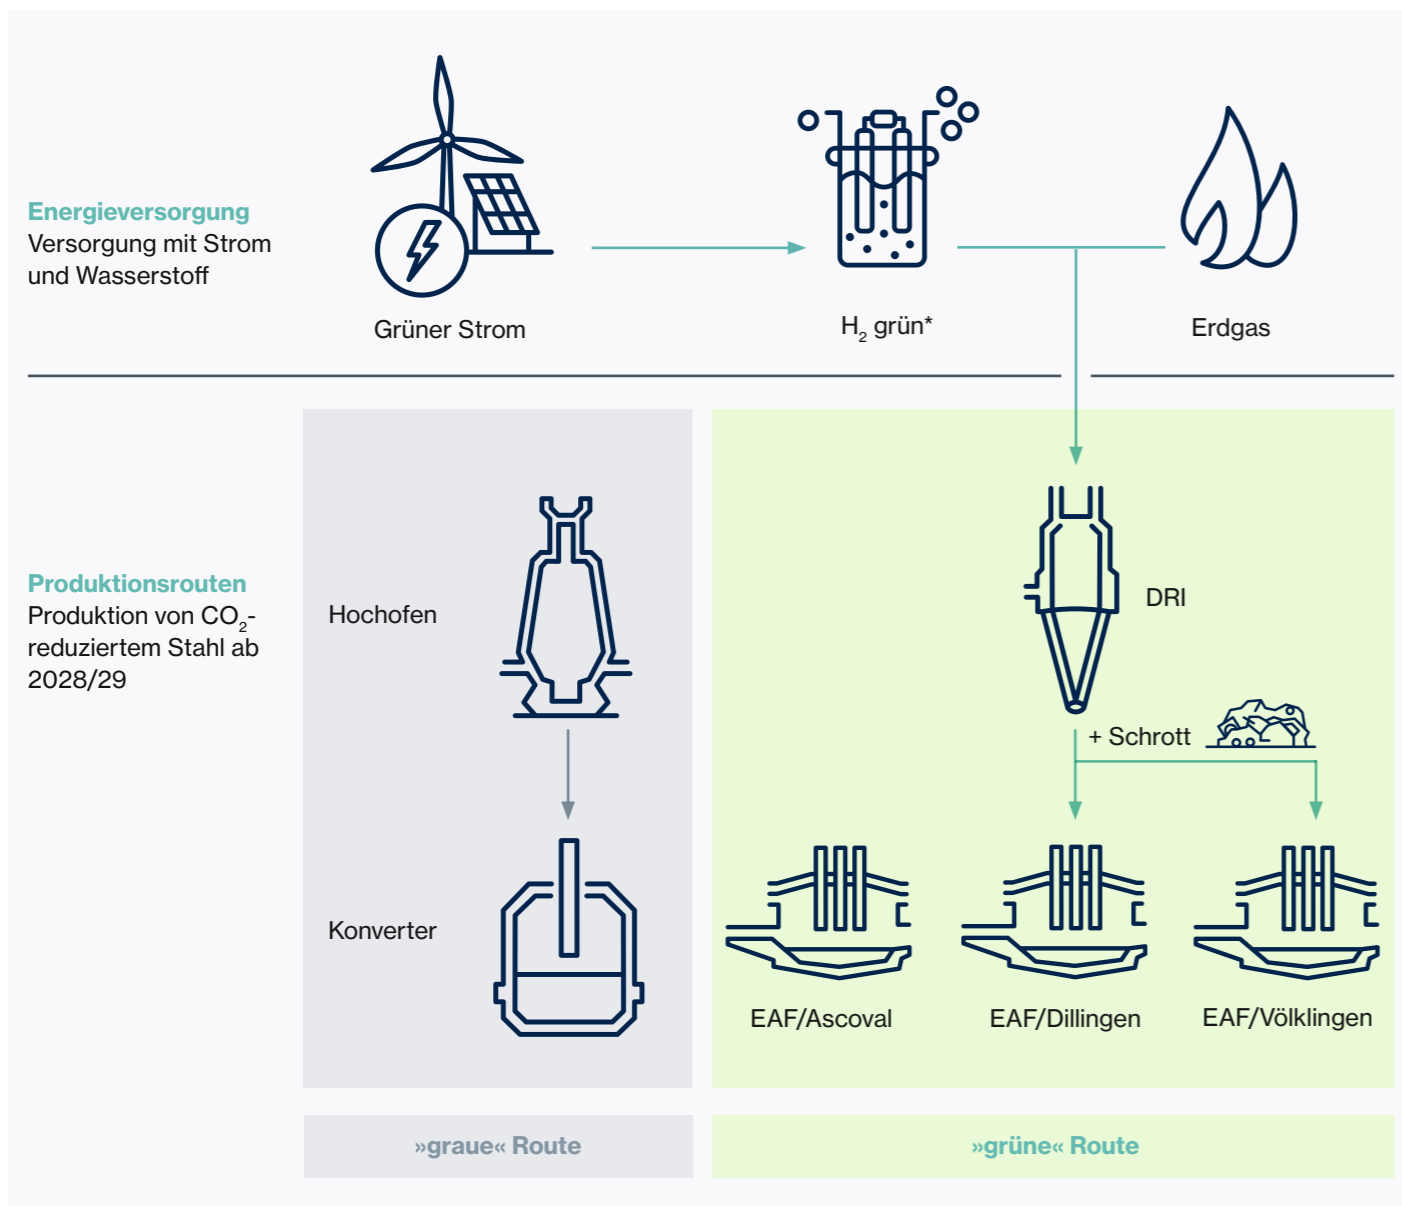 Energieversorgung
Versorgung mit Strom
und Wasserstoff
Grüner Strom
H₂ grün*
Erdgas
Produktionsrouten
Produktion von CO₂-
reduziertem Stahl ab
2028/29
Hochofen
Konverter
DRI
+ Schrott
EAF/Ascoval
EAF/Dillingen
EAF/Völklingen
»graue« Route
»grüne« Route